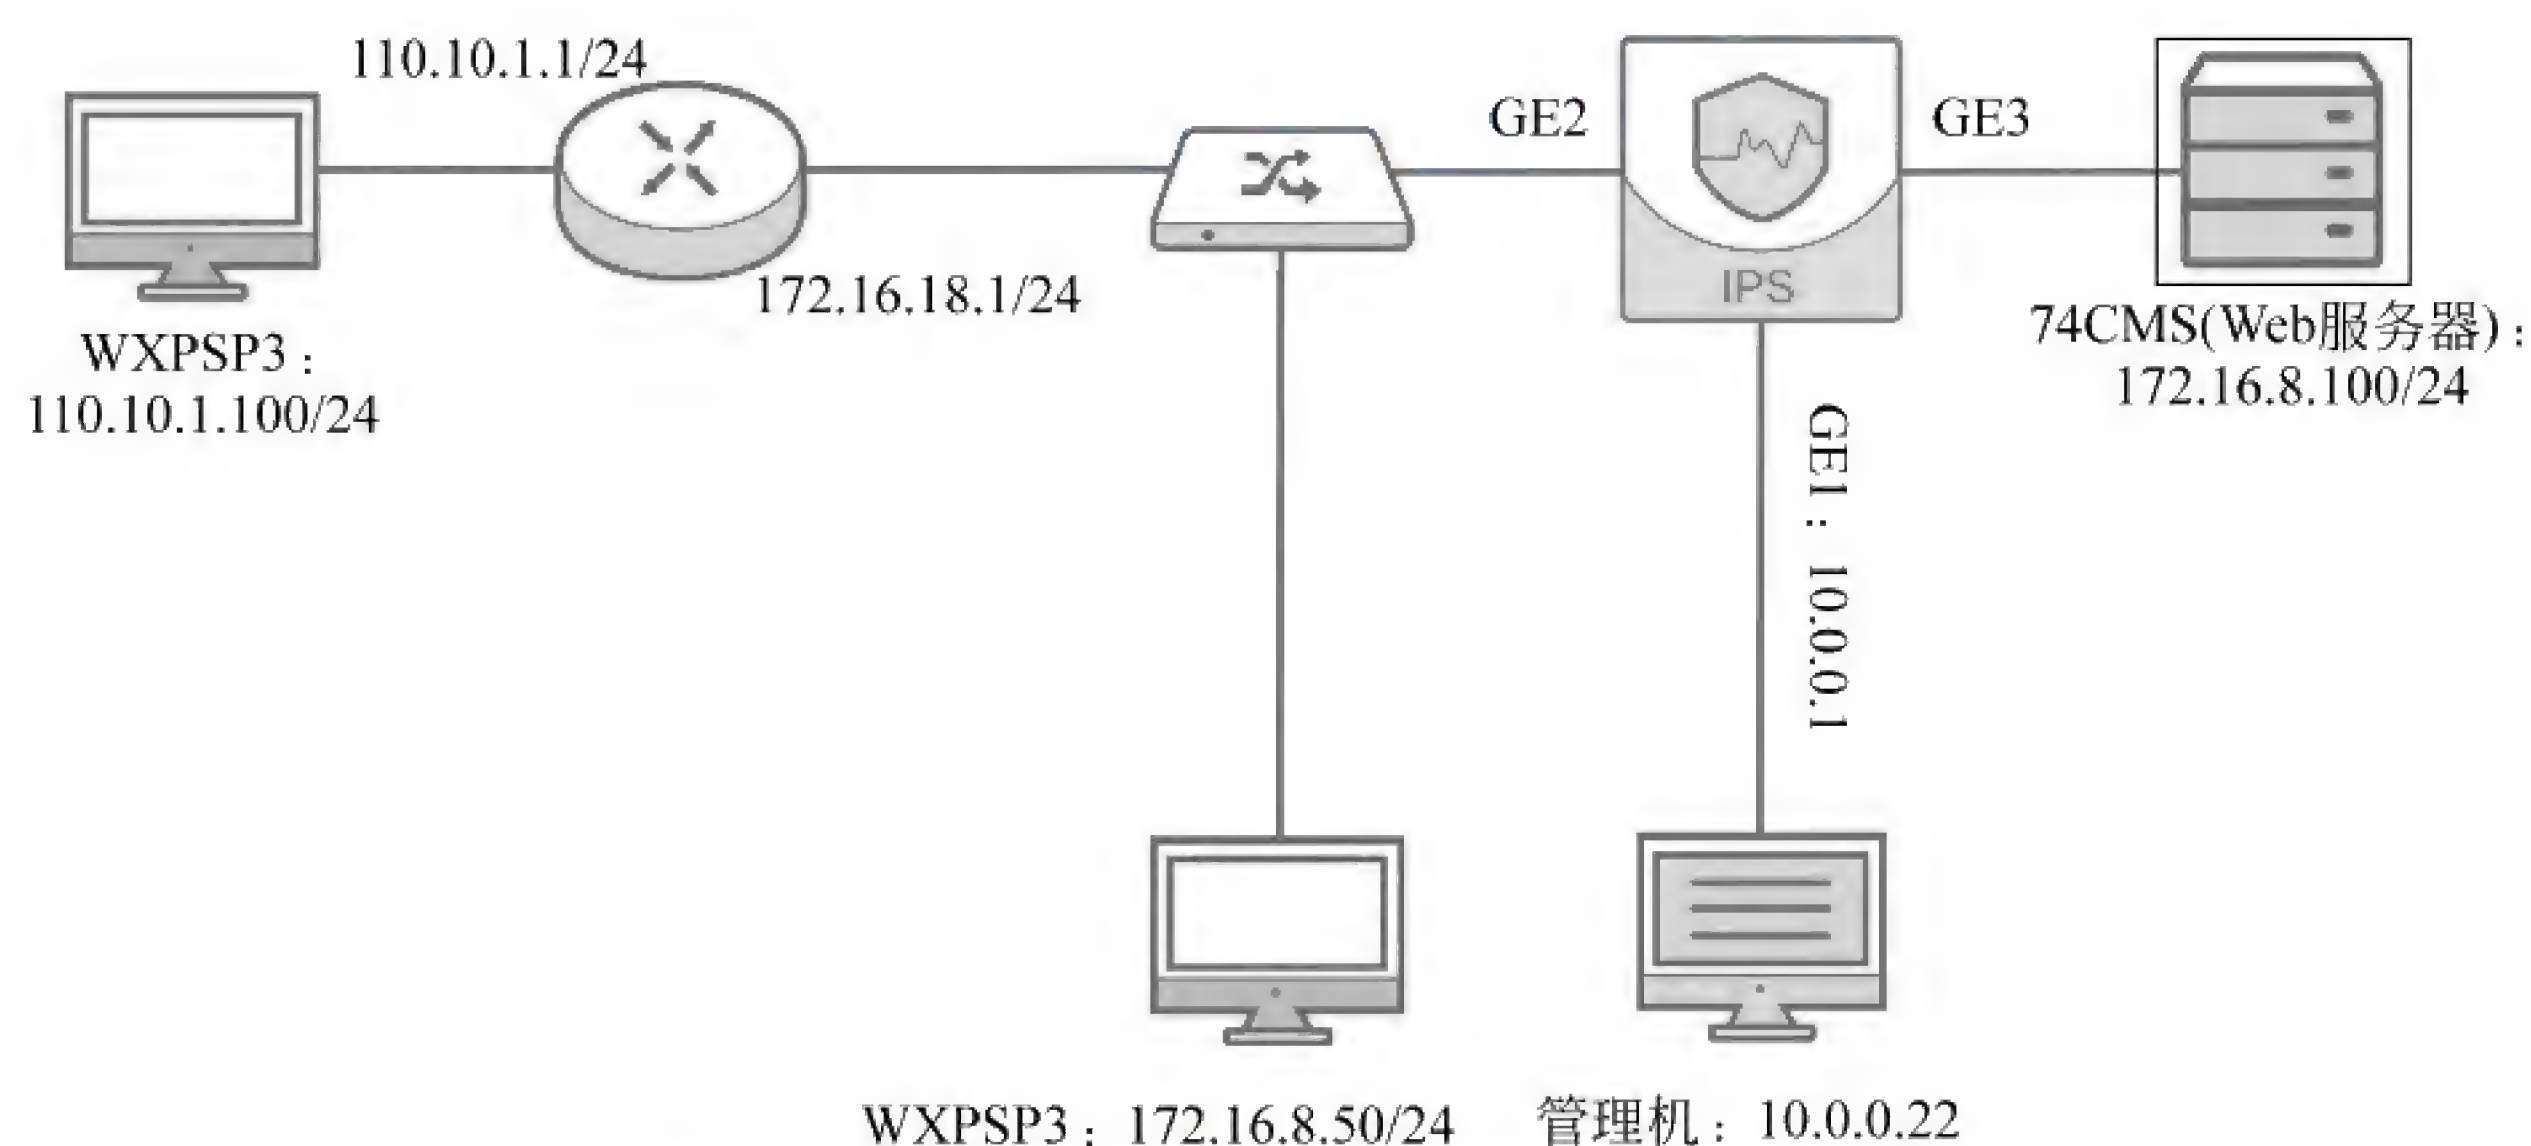 110.10.1.1/24
GE2
GE3
IPS
172.16.18.1/24
WXPSP3：
110.10.1.100/24
74CMS(Web服务器)：
172.16.8.100/24
GE1：10.0.0.1
WXPSP3：172.16.8.50/24
管理机：10.0.0.22